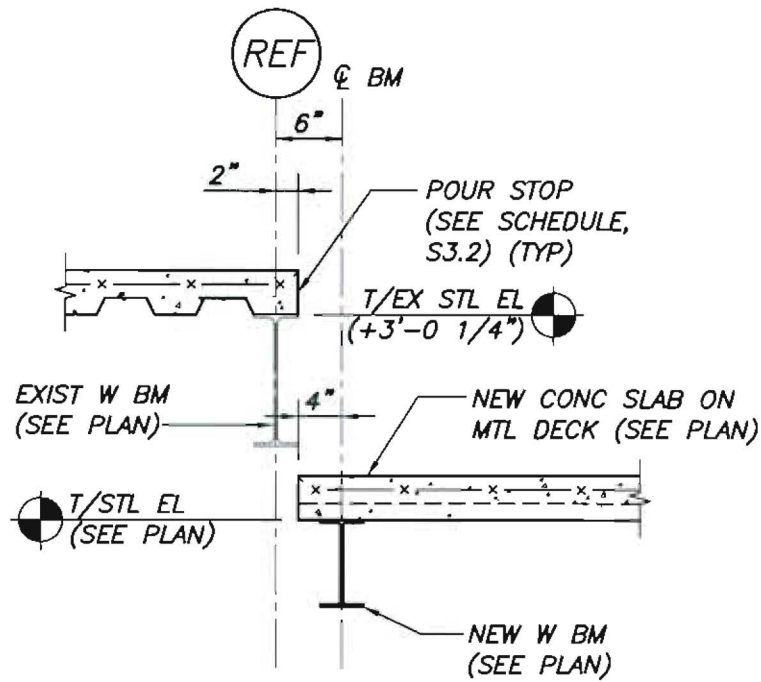 REF
℄ BM
6"
2"
POUR STOP
(SEE SCHEDULE,
S3.2) (TYP)
T/EX STL EL
(+3'-0 1/4")
EXIST W BM
(SEE PLAN)
4"
NEW CONC SLAB ON
MTL DECK (SEE PLAN)
T/STL EL
(SEE PLAN)
NEW W BM
(SEE PLAN)